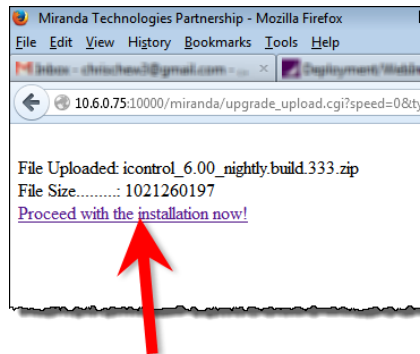 Miranda Technologies Partnership - Mozilla Firefox
File Edit View History Bookmarks Tools Help
10.6.0.75:10000/miranda/upgrade_upload.cgi?speed=0&ty
File Uploaded: icontrol_6.00_nightly.build.333.zip
File Size.........: 1021260197
Proceed with the installation now!